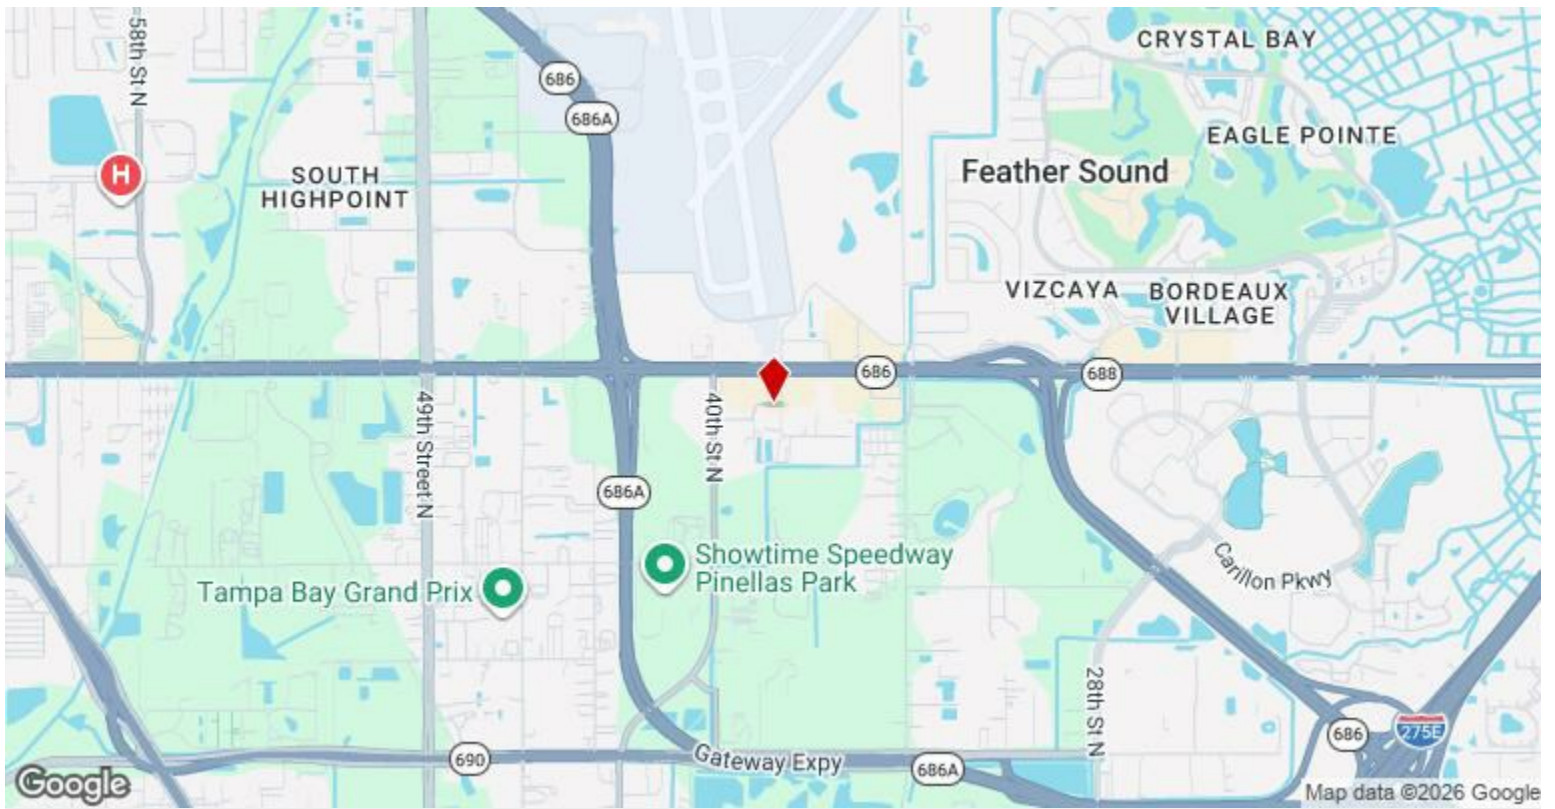 58th St N
CRYSTAL BAY
686
686A
EAGLE POINTE
H
SOUTH
HIGHPOINT
Feather Sound
VIZCAYA
BORDEAUX
VILLAGE
686
688
49th Street N
40th St N
686A
Showtime Speedway
Pinellas Park
Tampa Bay Grand Prix
Carillon Pkwy
28th St N
690
Gateway Expy
686A
686
275E
Google
Map data ©2026 Google